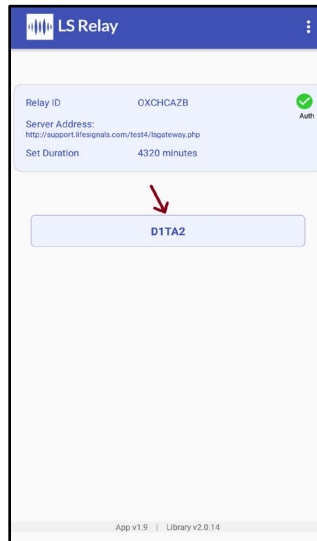 LS Relay
Relay ID OXCHCAZB
Auth
Server Address:
http://support.lifesignals.com/test4/lsgateway.php
Set Duration 4320 minutes
D1TA2
App v1.9 | Library v2.0.14